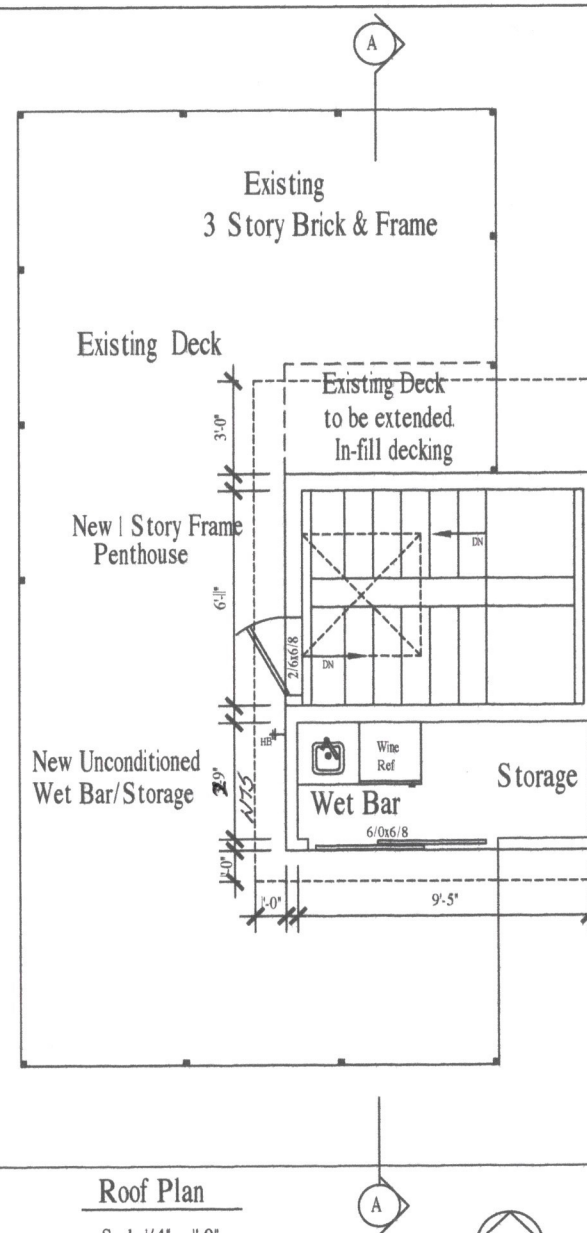 A
Existing
3 Story Brick & Frame
Existing Deck
Existing Deck
to be extended.
In-fill decking
3'-0"
New 1 Story Frame
Penthouse
6'-11"
DN
DN
2/6x6/8
HB
Wine
Ref
New Unconditioned
Wet Bar/Storage
NTS
Storage
Wet Bar
6/0x6/8
1'-0"
1'-0"
9'-5"
Roof Plan
A